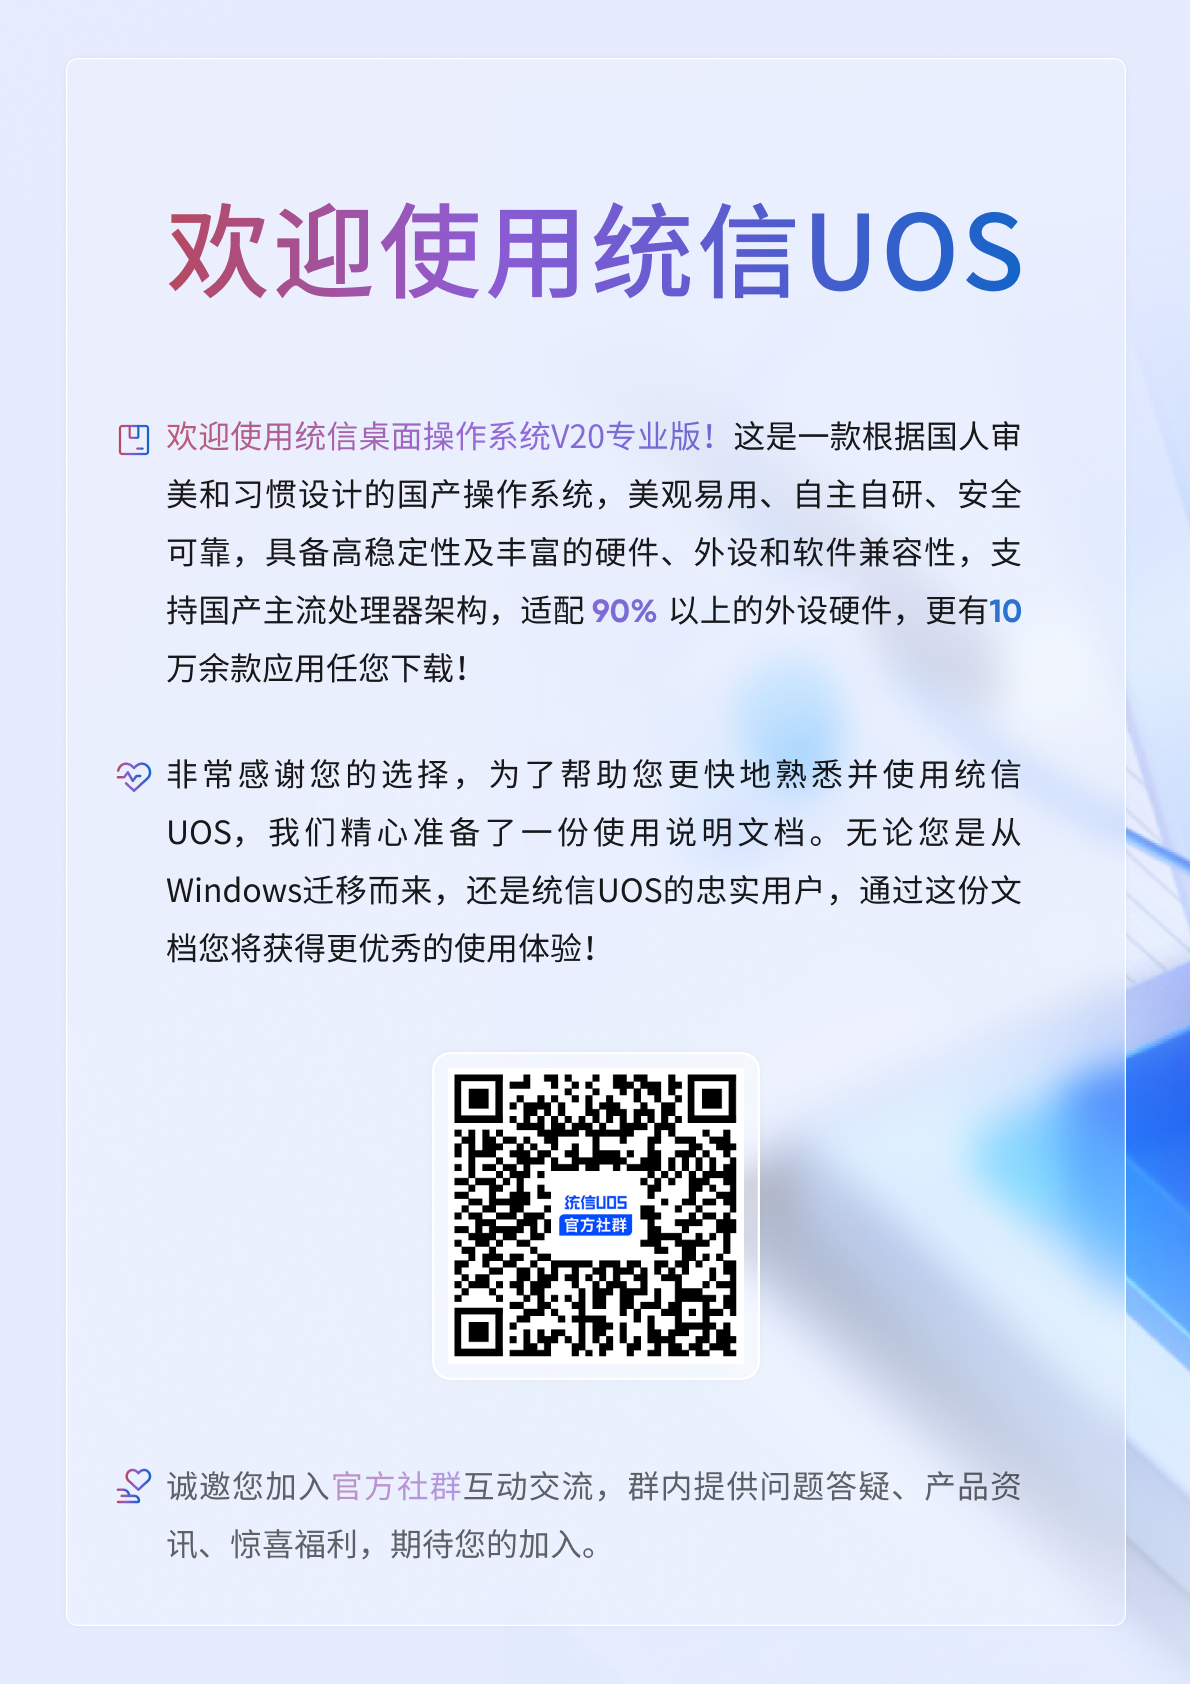 欢迎使用统信UOS
欢迎使用统信桌面操作系统V20专业版！这是一款根据国人审
美和习惯设计的国产操作系统，美观易用、自主自研、安全
可靠，具备高稳定性及丰富的硬件、外设和软件兼容性，支
持国产主流处理器架构，适配 90% 以上的外设硬件，更有10
万余款应用任您下载！
非常感谢您的选择，为了帮助您更快地熟悉并使用统信
UOS，我们精心准备了一份使用说明文档。无论您是从
Windows迁移而来，还是统信UOS的忠实用户，通过这份文
档您将获得更优秀的使用体验！
统信UOS
官方社群
诚邀您加入官方社群互动交流，群内提供问题答疑、产品资
讯、惊喜福利，期待您的加入。